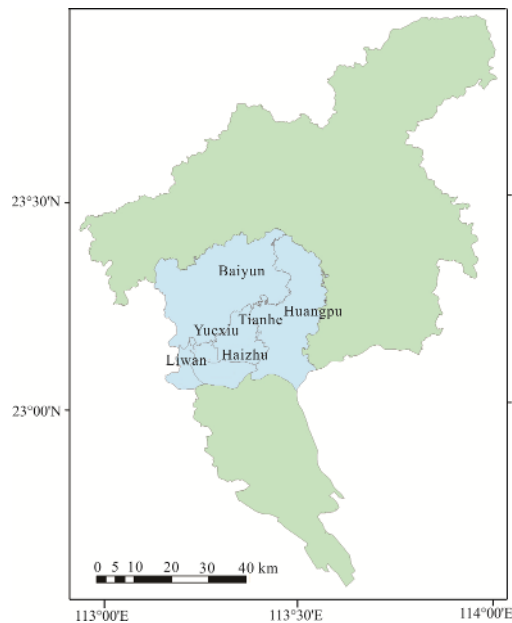 23°30'N
Baiyun
Tianhe
Huangpu
Yuexiu
Liwan
Haizhu
23°00'N
0 5 10 20 30 40 km
113°00'E
113°30'E
114°00'E